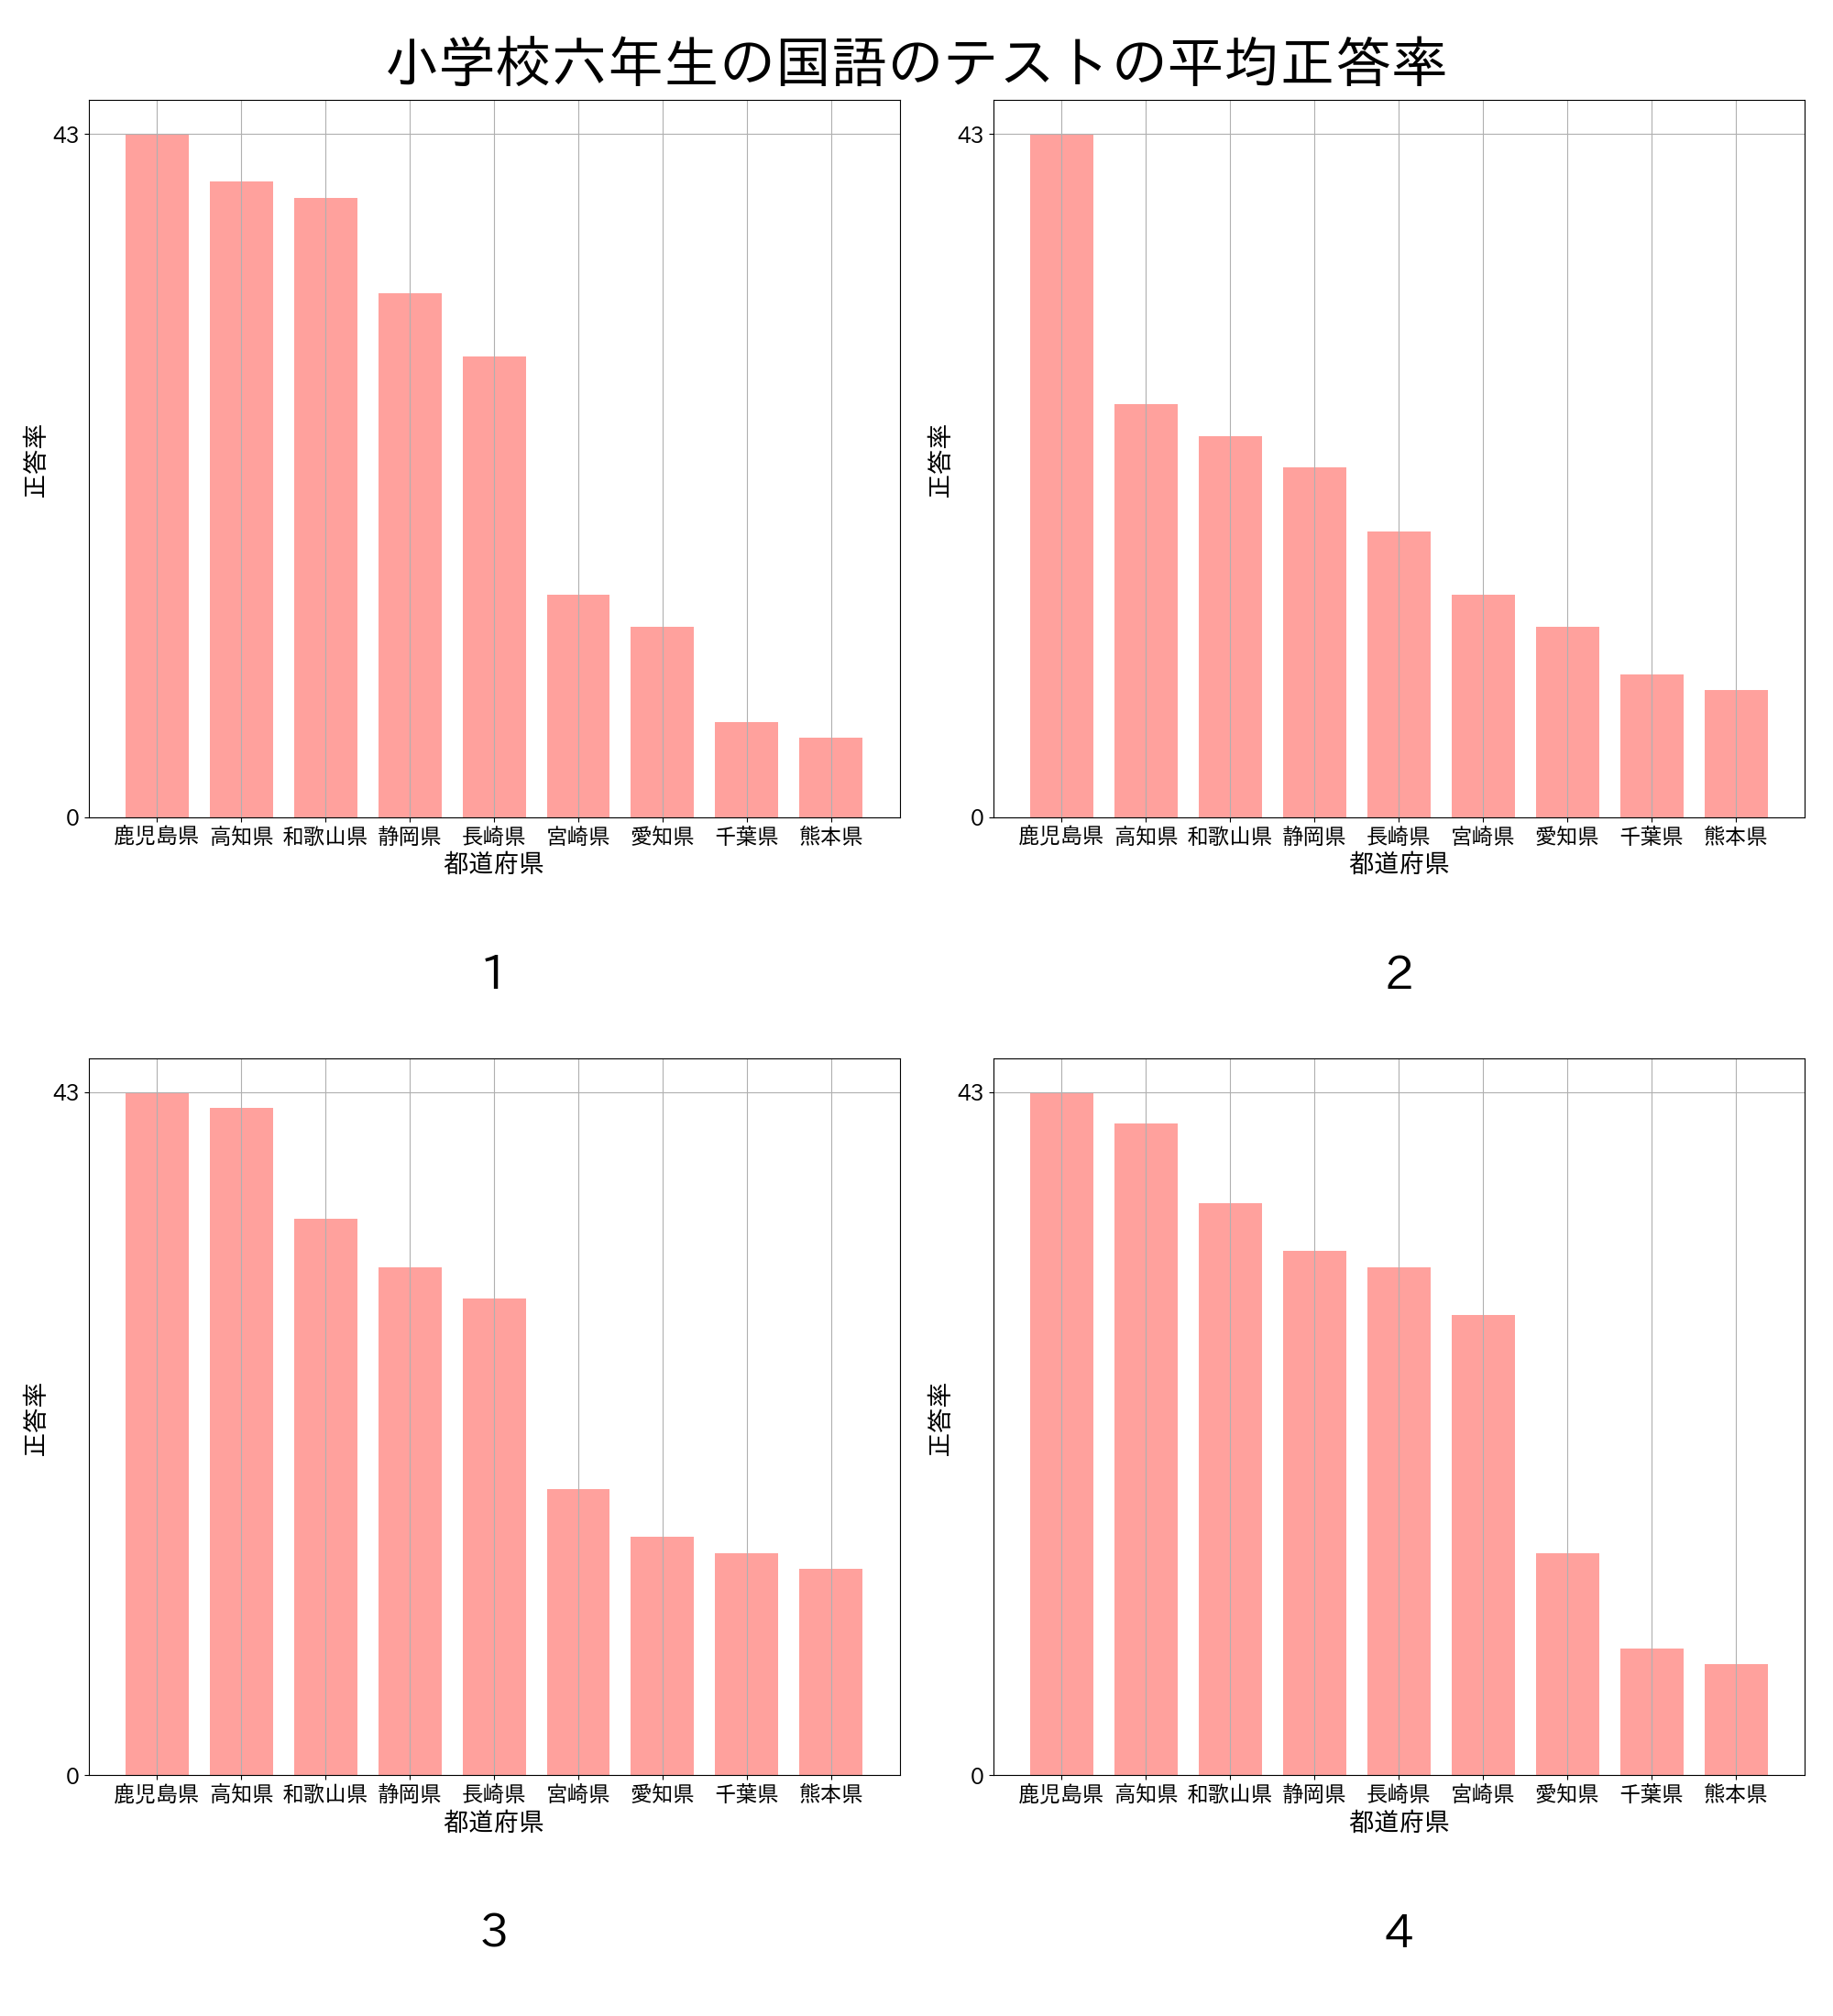 小学校六年生の国語のテストの平均正答率
43
0
正答率
鹿児島県 高知県 和歌山県 静岡県 長崎県 宮崎県 愛知県 千葉県 熊本県
都道府県
1
43
0
正答率
鹿児島県 高知県 和歌山県 静岡県 長崎県 宮崎県 愛知県 千葉県 熊本県
都道府県
2
43
0
正答率
鹿児島県 高知県 和歌山県 静岡県 長崎県 宮崎県 愛知県 千葉県 熊本県
都道府県
3
43
0
正答率
鹿児島県 高知県 和歌山県 静岡県 長崎県 宮崎県 愛知県 千葉県 熊本県
都道府県
4